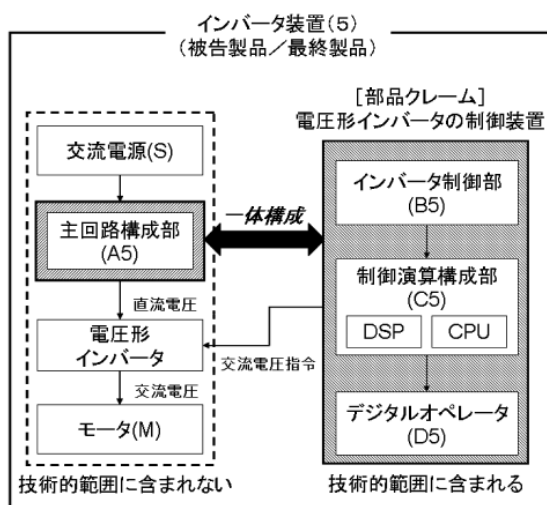 インバータ装置(5)
(被告製品/最終製品)
[部品クレーム]
電圧形インバータの制御装置
交流電源(S)
主回路構成部
(A5)
直流電圧
電圧形
インバータ
交流電圧
モータ(M)
技術的範囲に含まれない
一体構成
交流電圧指令
インバータ制御部
(B5)
制御演算構成部
(C5)
DSP
CPU
デジタルオペレータ
(D5)
技術的範囲に含まれる